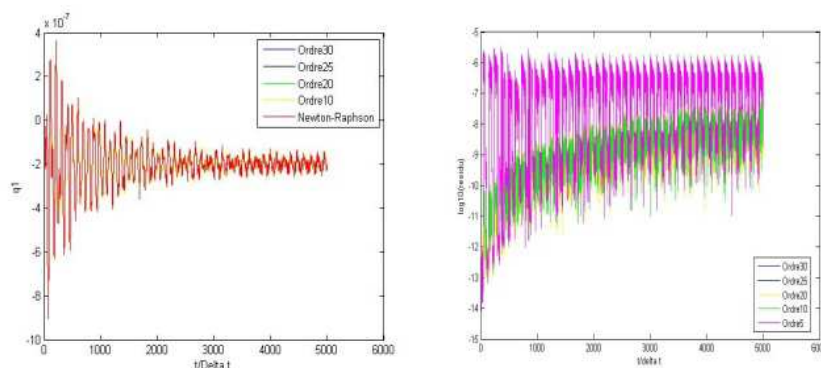 x 10⁻⁷
4
2
0
-2
-4
-6
-8
-10
0
1000
2000
3000
4000
5000
6000
q1
t/Delta t
Ordre30
Ordre25
Ordre20
Ordre10
Newton-Raphson
-5
-6
-7
-8
-9
-10
-11
-12
-13
-14
-15
0
1000
2000
3000
4000
5000
6000
log10(residu)
t/delta t
Ordre30
Ordre25
Ordre20
Ordre10
Ordre5